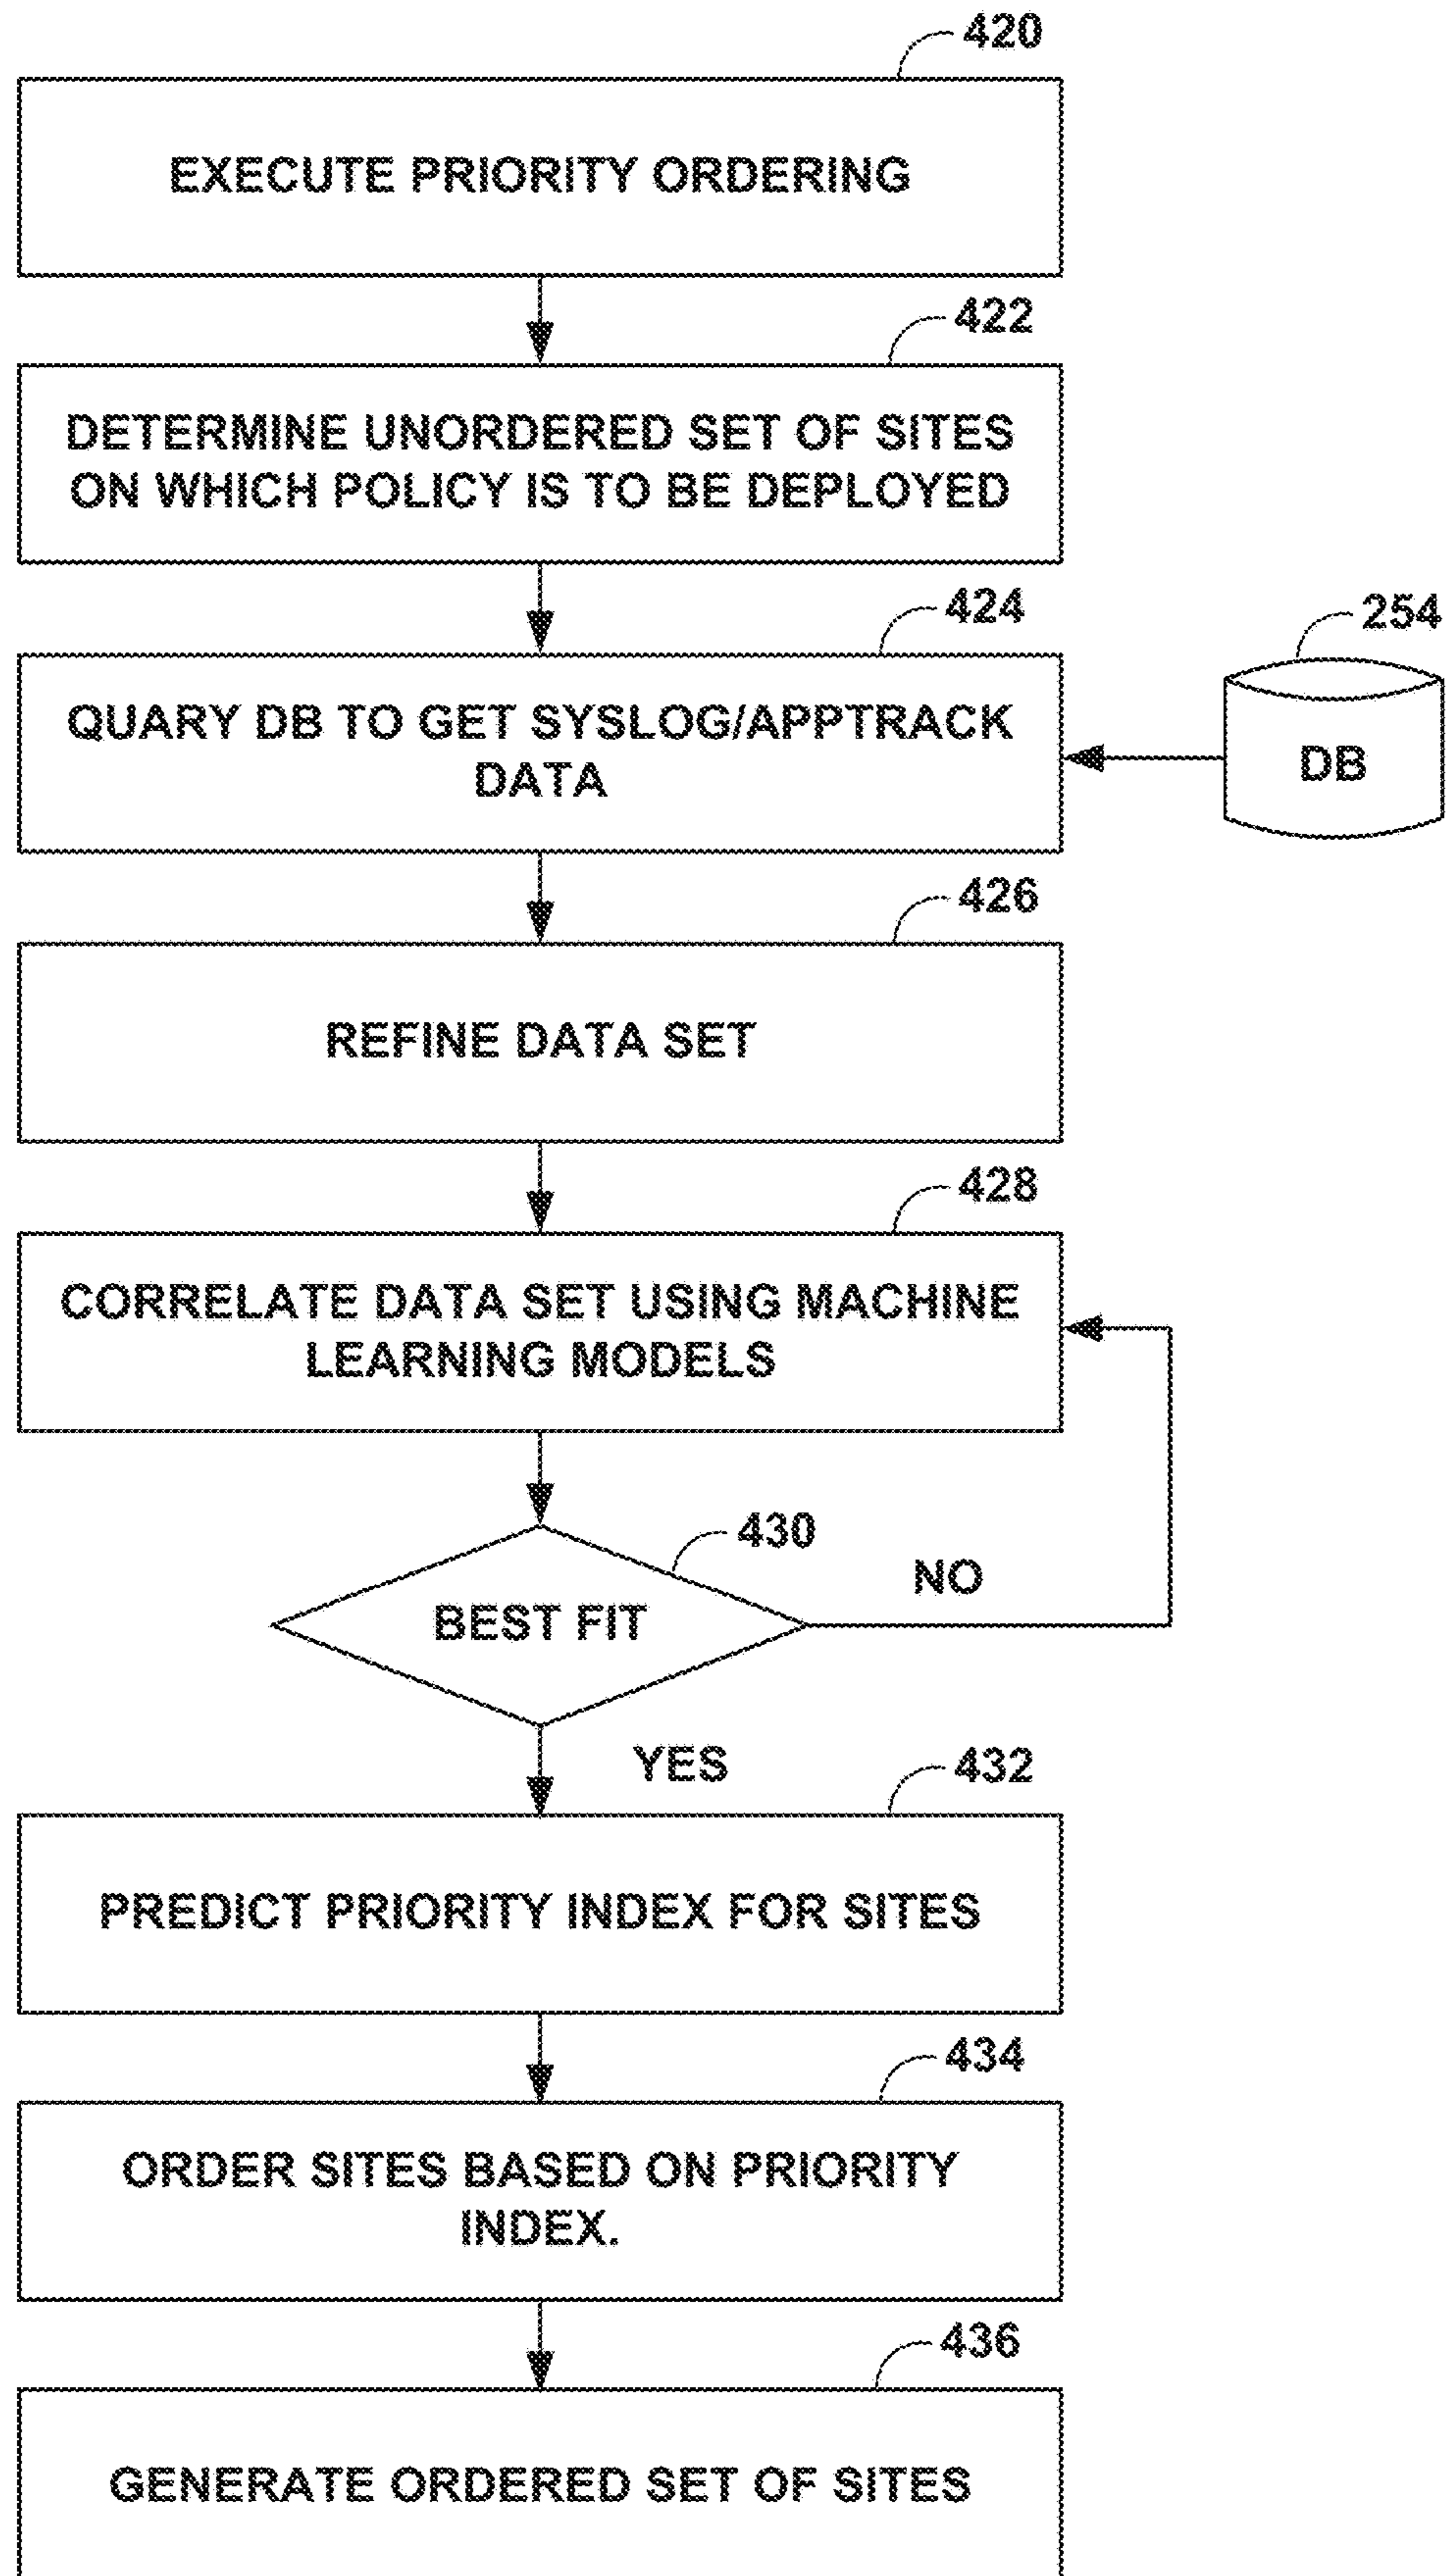 420
EXECUTE PRIORITY ORDERING
422
DETERMINE UNORDERED SET OF SITES
ON WHICH POLICY IS TO BE DEPLOYED
424
254
QUARY DB TO GET SYSLOG/APPTRACK
DATA
DB
426
REFINE DATA SET
428
CORRELATE DATA SET USING MACHINE
LEARNING MODELS
430
BEST FIT
NO
YES
432
PREDICT PRIORITY INDEX FOR SITES
434
ORDER SITES BASED ON PRIORITY
INDEX.
436
GENERATE ORDERED SET OF SITES